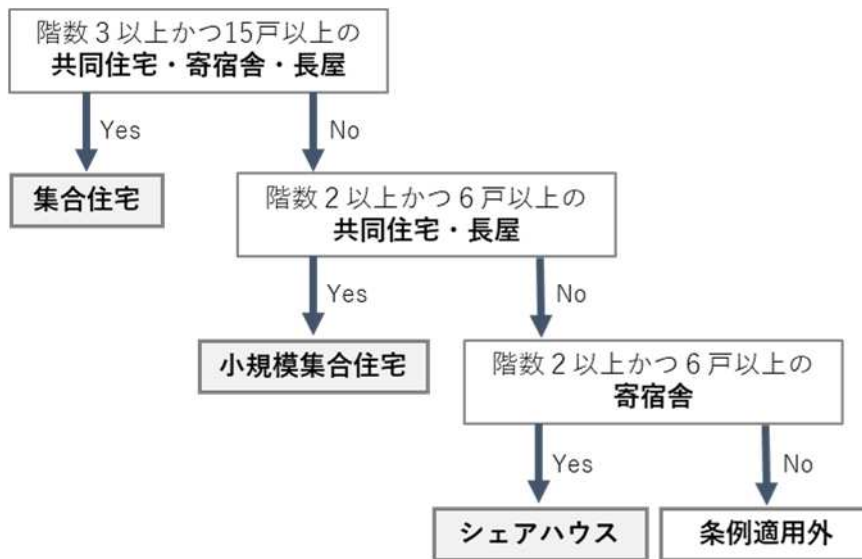 階数３以上かつ15戸以上の
共同住宅・寄宿舎・長屋
Yes
No
集合住宅
階数２以上かつ６戸以上の
共同住宅・長屋
Yes
No
小規模集合住宅
階数２以上かつ６戸以上の
寄宿舎
Yes
No
シェアハウス
条例適用外